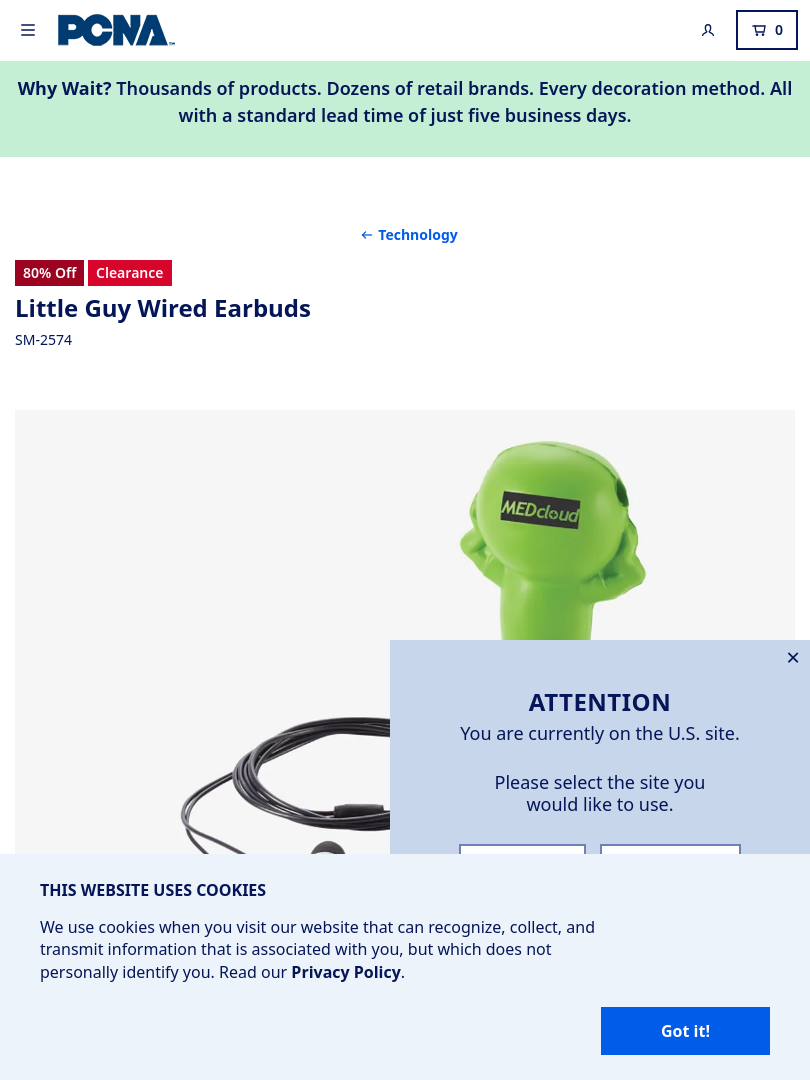 PCNA
0
Why Wait? Thousands of products. Dozens of retail brands. Every decoration method. All
with a standard lead time of just five business days.
← Technology
80% Off Clearance
Little Guy Wired Earbuds
SM-2574
MEDcloud
ATTENTION
You are currently on the U.S. site.
Please select the site you
would like to use.
THIS WEBSITE USES COOKIES
We use cookies when you visit our website that can recognize, collect, and
transmit information that is associated with you, but which does not
personally identify you. Read our Privacy Policy.
Got it!